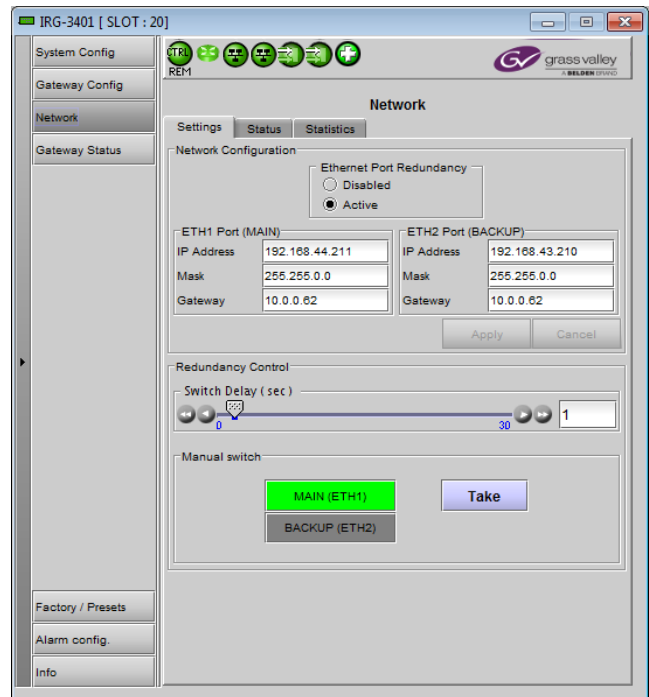 IRG-3401 [ SLOT : 20]
System Config
Gateway Config
Network
Gateway Status
CTRL
REM
GV
grass valley
A BELDEN BRAND
Network
Settings
Status
Statistics
Network Configuration
Ethernet Port Redundancy
Disabled
Active
ETH1 Port (MAIN)
IP Address 192.168.44.211
Mask 255.255.0.0
Gateway 10.0.0.62
ETH2 Port (BACKUP)
IP Address 192.168.43.210
Mask 255.255.0.0
Gateway 10.0.0.62
Apply
Cancel
Redundancy Control
Switch Delay ( sec )
0
30
1
Manual switch
MAIN (ETH1)
Take
BACKUP (ETH2)
Factory / Presets
Alarm config.
Info